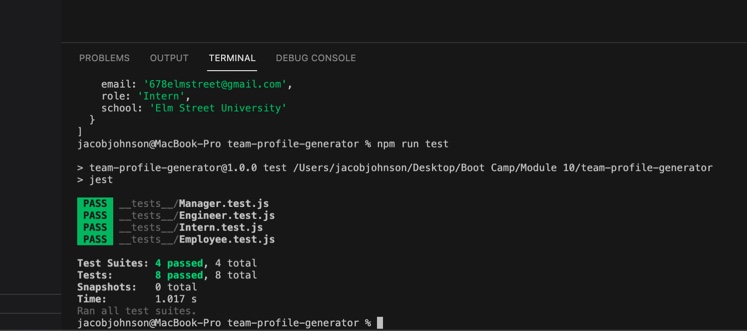 PROBLEMS OUTPUT TERMINAL DEBUG CONSOLE
email: '678elmstreet@gmail.com',
role: 'Intern',
school: 'Elm Street University'
}
]
jacobjohnson@MacBook-Pro team-profile-generator % npm run test
> team-profile-generator@1.0.0 test /Users/jacobjohnson/Desktop/Boot Camp/Module 10/team-profile-generator
> jest
PASS __tests__/Manager.test.js
PASS __tests__/Engineer.test.js
PASS __tests__/Intern.test.js
PASS __tests__/Employee.test.js
Test Suites: 4 passed, 4 total
Tests: 8 passed, 8 total
Snapshots: 0 total
Time: 1.017 s
Ran all test suites.
jacobjohnson@MacBook-Pro team-profile-generator %